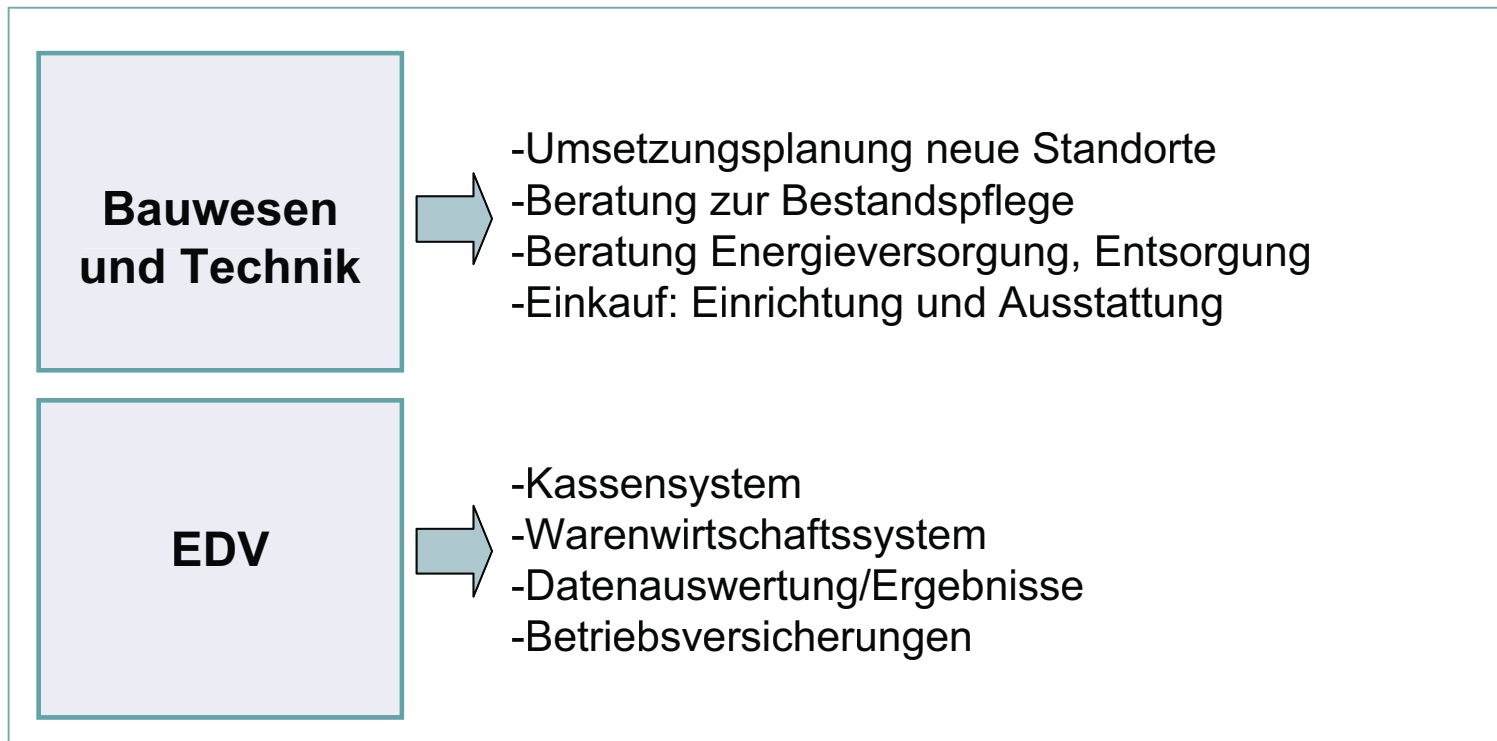 Bauwesen
und Technik
-Umsetzungsplanung neue Standorte
-Beratung zur Bestandspflege
-Beratung Energieversorgung, Entsorgung
-Einkauf: Einrichtung und Ausstattung
EDV
-Kassensystem
-Warenwirtschaftssystem
-Datenauswertung/Ergebnisse
-Betriebsversicherungen